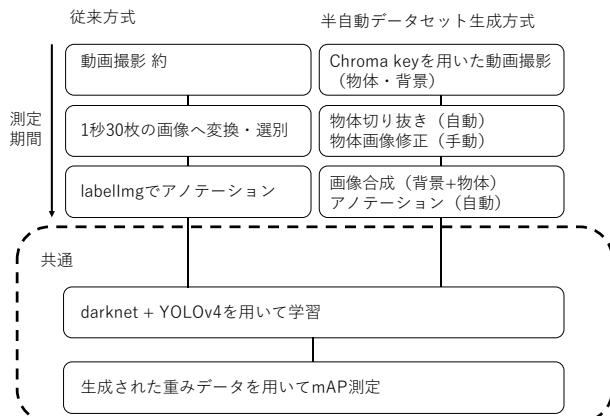 従来方式
半自動データセット生成方式
測定
期間
動画撮影 約
1秒30枚の画像へ変換・選別
labelImgでアノテーション
Chroma keyを用いた動画撮影
（物体・背景）
物体切り抜き（自動）
物体画像修正（手動）
画像合成（背景+物体）
アノテーション（自動）
共通
darknet + YOLOv4を用いて学習
生成された重みデータを用いてmAP測定